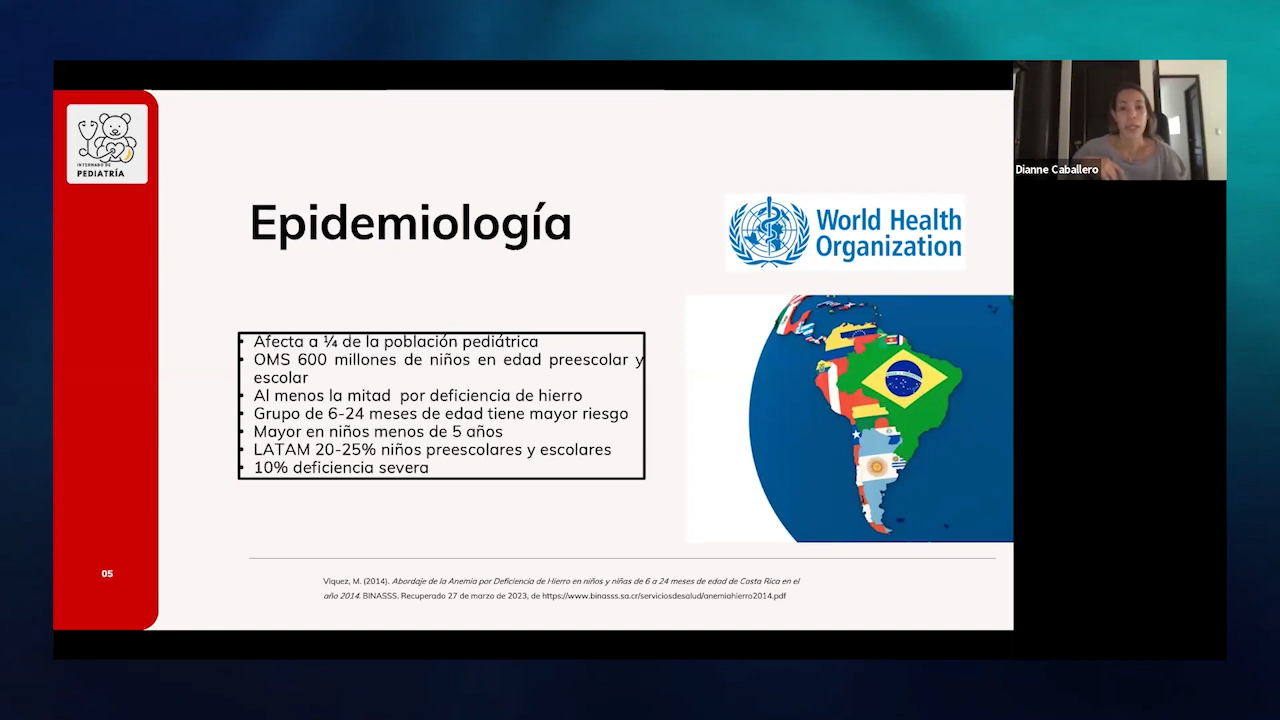 INTERNADO DE
PEDIATRÍA
Epidemiología
World Health
Organization
• Afecta a ¼ de la población pediátrica
• OMS 600 millones de niños en edad preescolar y
escolar
• Al menos la mitad por deficiencia de hierro
• Grupo de 6-24 meses de edad tiene mayor riesgo
• Mayor en niños menos de 5 años
• LATAM 20-25% niños preescolares y escolares
• 10% deficiencia severa
05
Víquez, M. (2014). Abordaje de la Anemia por Deficiencia de Hierro en niños y niñas de 6 a 24 meses de edad de Costa Rica en el
año 2014. BINASSS. Recuperado 27 de marzo de 2023, de https://www.binasss.sa.cr/serviciosdesalud/anemiahierro2014.pdf
Dianne Caballero